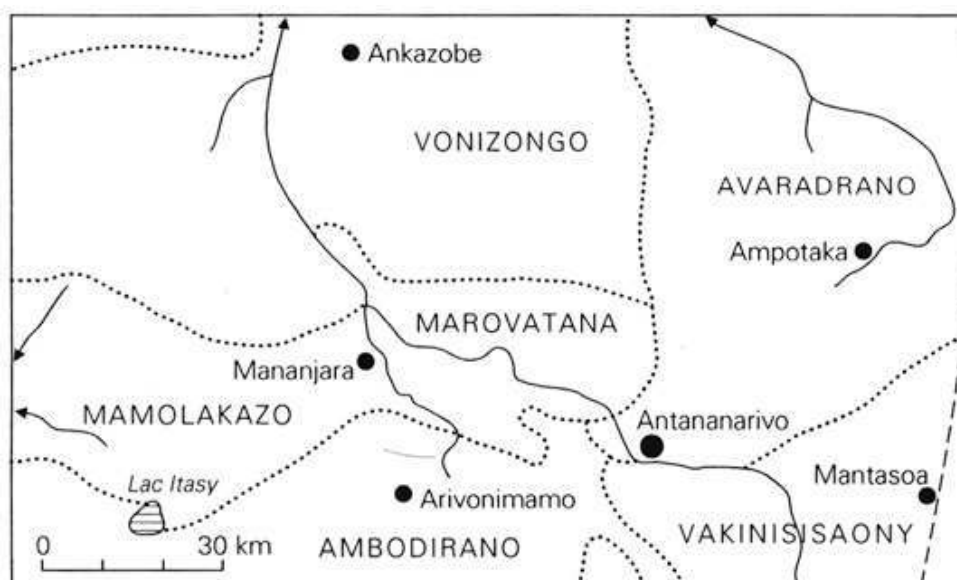 Ankazobe
VONIZONGO
AVARADRANO
Ampotaka
MAROVATANA
Mananjara
MAMOLAKAZO
Antananarivo
Lac Itasy
Arivonimamo
Mantasoa
0 30 km
AMBODIRANO
VAKINISISAONY